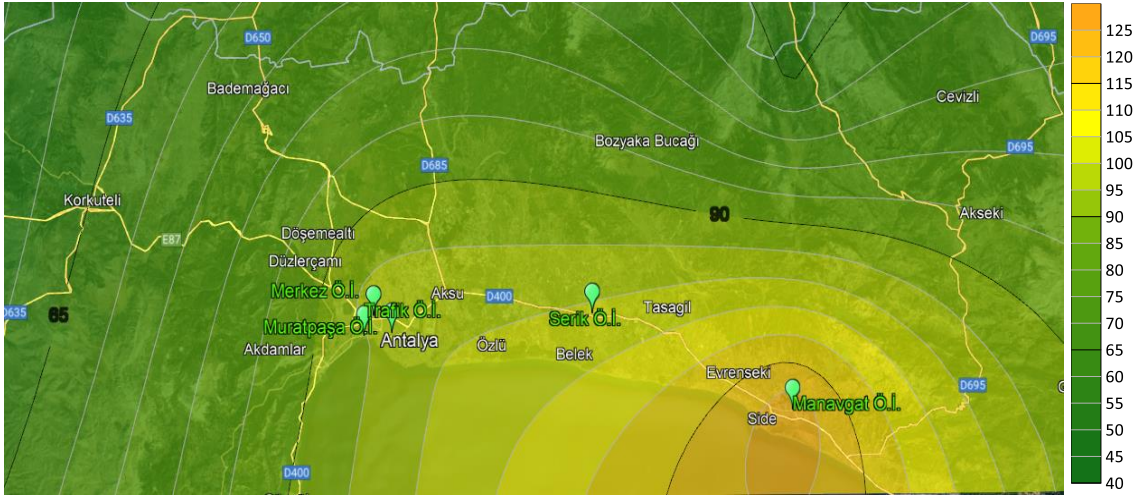 D650
D695
Bademağacı
Cevizli
D635
Bozyaka Bucağı
D695
D685
Korkuteli
90
Akseki
Döşemealtı
E87
Düzlerçamı
Merkez Ö.İ.
Aksu
D400
Trafik Ö.İ.
Tasagil
D635
65
Muratpaşa Ö.İ.
Serik Ö.İ.
Antalya
Özlü
Akdamlar
Belek
Evrenseki
D695
Manavgat Ö.İ.
Side
D400
125
120
115
110
105
100
95
90
85
80
75
70
65
60
55
50
45
40